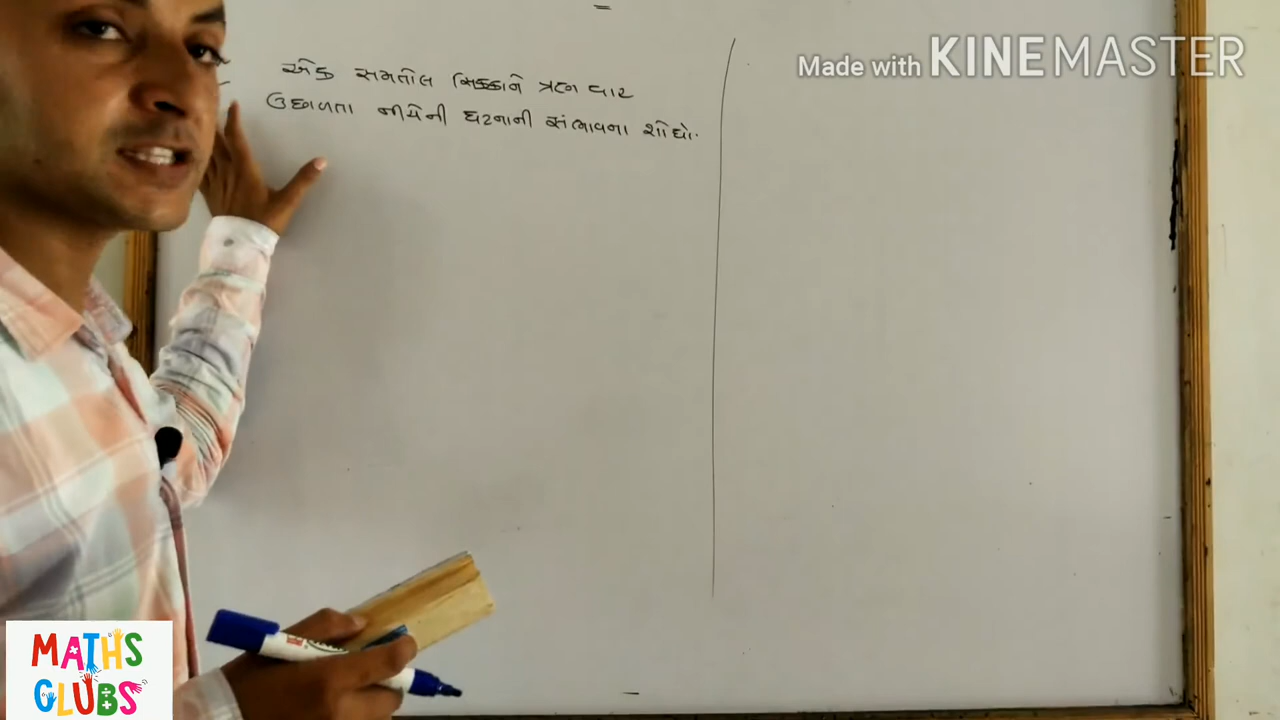 એક સમતોલ સિક્કાને ત્રણ વાર
ઉછાળતા નીચેની ઘટનાની સંભાવના શોધો.
Made with KINEMASTER
MATHS
CLUBS